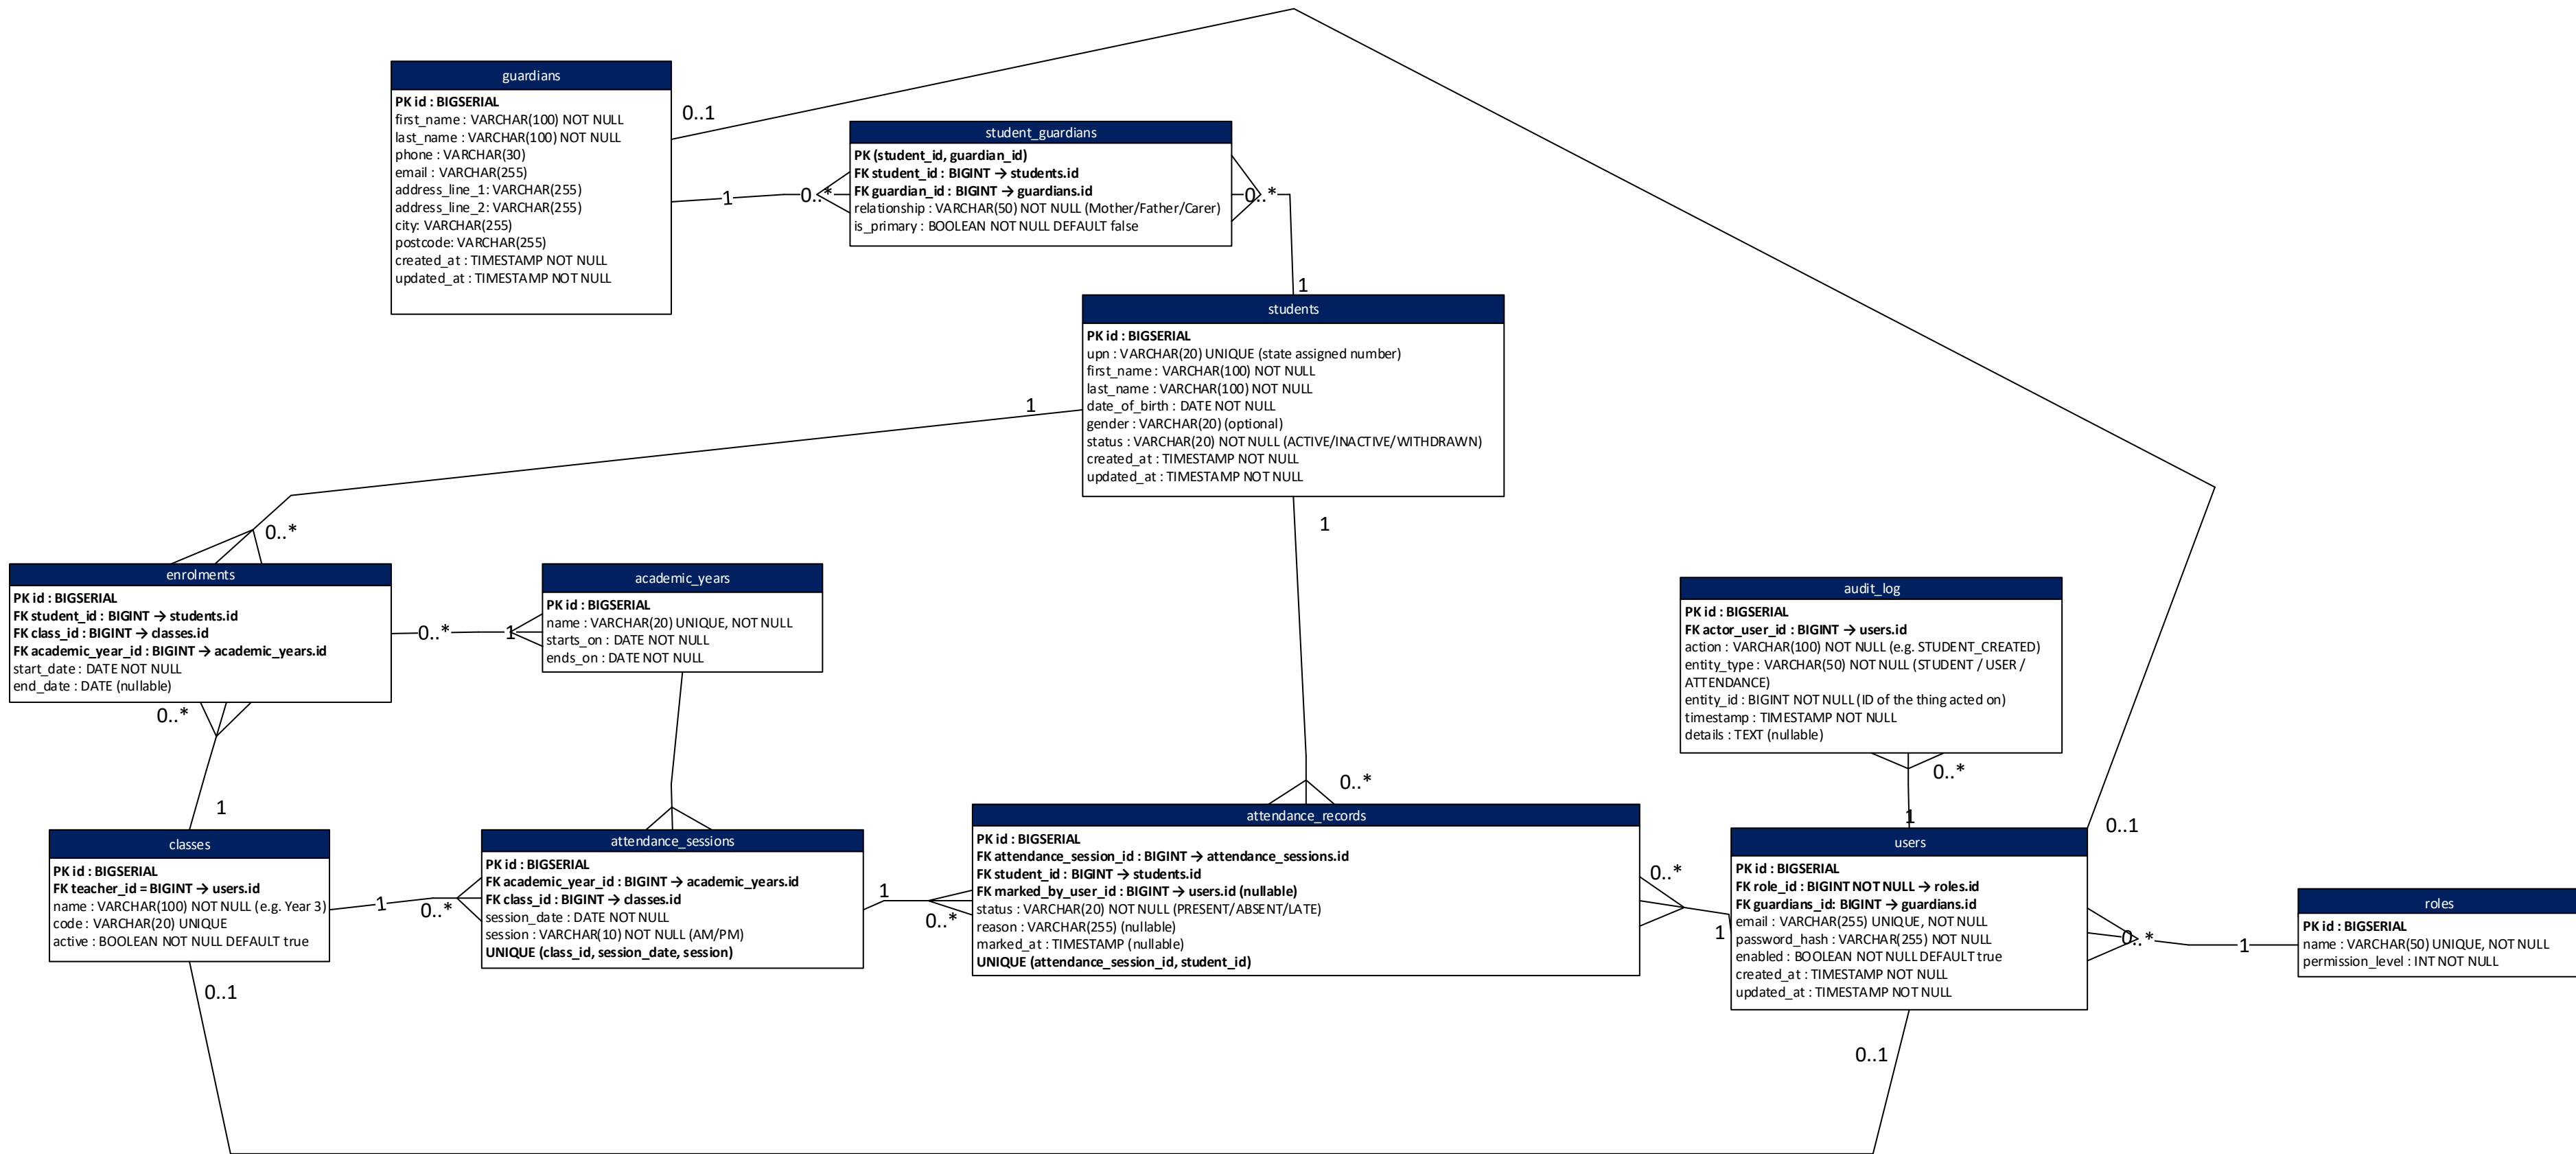 guardians
PK id : BIGSERIAL
first_name : VARCHAR(100) NOT NULL
last_name : VARCHAR(100) NOT NULL
phone : VARCHAR(30)
email : VARCHAR(255)
address_line_1: VARCHAR(255)
address_line_2: VARCHAR(255)
city: VARCHAR(255)
postcode: VARCHAR(255)
created_at : TIMESTAMP NOT NULL
updated_at : TIMESTAMP NOT NULL
0..1
1
0..*
student_guardians
PK (student_id, guardian_id)
FK student_id : BIGINT → students.id
FK guardian_id : BIGINT → guardians.id
relationship : VARCHAR(50) NOT NULL (Mother/Father/Carer)
is_primary : BOOLEAN NOT NULL DEFAULT false
0..*
1
students
PK id : BIGSERIAL
upn : VARCHAR(20) UNIQUE (state assigned number)
first_name : VARCHAR(100) NOT NULL
last_name : VARCHAR(100) NOT NULL
date_of_birth : DATE NOT NULL
gender : VARCHAR(20) (optional)
status : VARCHAR(20) NOT NULL (ACTIVE/INACTIVE/WITHDRAWN)
created_at : TIMESTAMP NOT NULL
updated_at : TIMESTAMP NOT NULL
1
1
0..*
enrolments
PK id : BIGSERIAL
FK student_id : BIGINT → students.id
FK class_id : BIGINT → classes.id
FK academic_year_id : BIGINT → academic_years.id
start_date : DATE NOT NULL
end_date : DATE (nullable)
0..*
1
academic_years
PK id : BIGSERIAL
name : VARCHAR(20) UNIQUE, NOT NULL
starts_on : DATE NOT NULL
ends_on : DATE NOT NULL
audit_log
PK id : BIGSERIAL
FK actor_user_id : BIGINT → users.id
action : VARCHAR(100) NOT NULL (e.g. STUDENT_CREATED)
entity_type : VARCHAR(50) NOT NULL (STUDENT / USER /
ATTENDANCE)
entity_id : BIGINT NOT NULL (ID of the thing acted on)
timestamp : TIMESTAMP NOT NULL
details : TEXT (nullable)
0..*
1
0..*
0..*
1
1
0..1
classes
PK id : BIGSERIAL
FK teacher_id = BIGINT → users.id
name : VARCHAR(100) NOT NULL (e.g. Year 3)
code : VARCHAR(20) UNIQUE
active : BOOLEAN NOT NULL DEFAULT true
1
0..*
attendance_sessions
PK id : BIGSERIAL
FK academic_year_id : BIGINT → academic_years.id
FK class_id : BIGINT → classes.id
session_date : DATE NOT NULL
session : VARCHAR(10) NOT NULL (AM/PM)
UNIQUE (class_id, session_date, session)
1
0..*
attendance_records
PK id : BIGSERIAL
FK attendance_session_id : BIGINT → attendance_sessions.id
FK student_id : BIGINT → students.id
FK marked_by_user_id : BIGINT → users.id (nullable)
status : VARCHAR(20) NOT NULL (PRESENT/ABSENT/LATE)
reason : VARCHAR(255) (nullable)
marked_at : TIMESTAMP (nullable)
UNIQUE (attendance_session_id, student_id)
0..*
1
users
PK id : BIGSERIAL
FK role_id : BIGINT NOT NULL → roles.id
FK guardians_id: BIGINT → guardians.id
email : VARCHAR(255) UNIQUE, NOT NULL
password_hash : VARCHAR(255) NOT NULL
enabled : BOOLEAN NOT NULL DEFAULT true
created_at : TIMESTAMP NOT NULL
updated_at : TIMESTAMP NOT NULL
0..*
1
roles
PK id : BIGSERIAL
name : VARCHAR(50) UNIQUE, NOT NULL
permission_level : INT NOT NULL
0..1
0..1